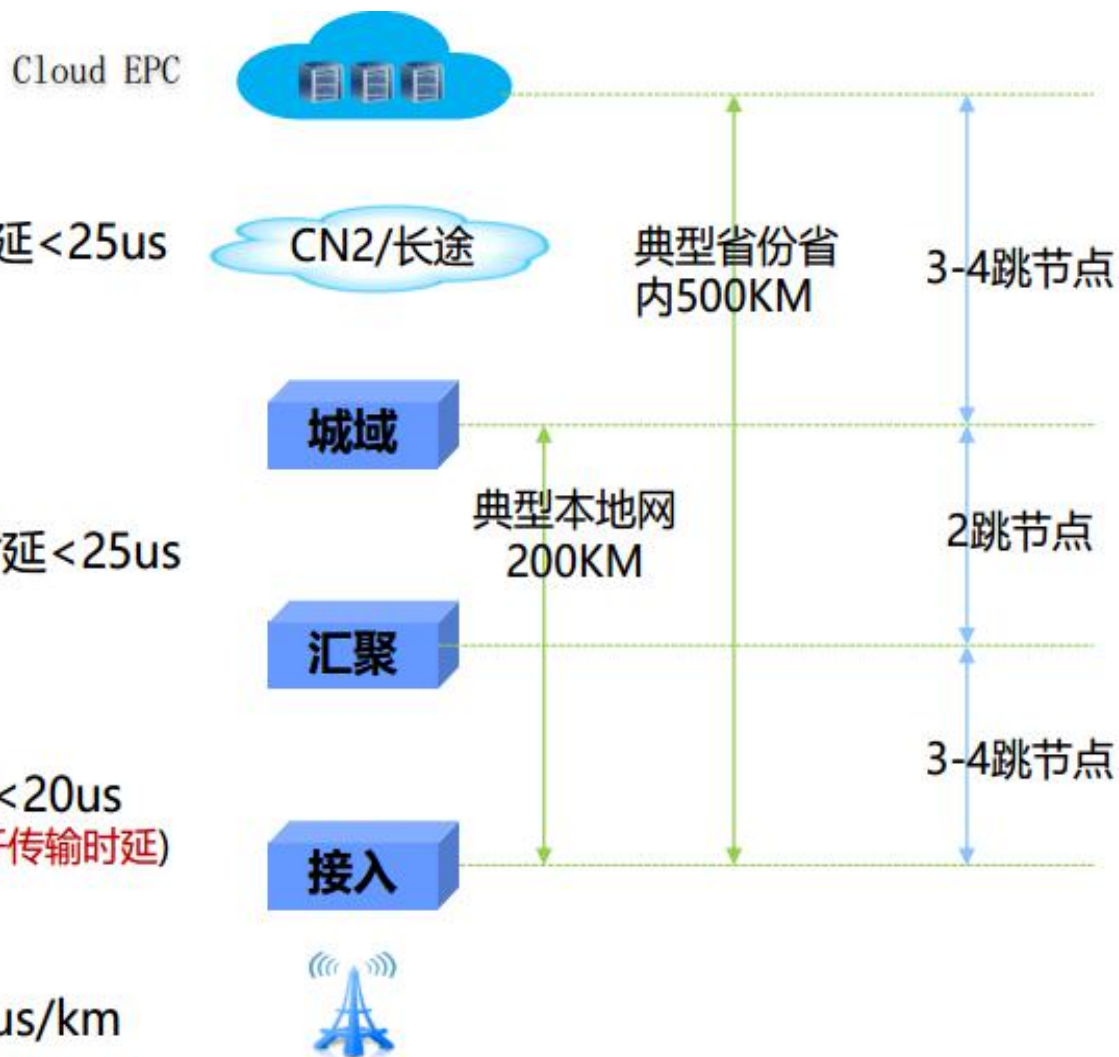 Cloud EPC
延<25us
CN2/长途
典型省份省
内500KM
3-4跳节点
城域
典型本地网
200KM
2跳节点
延<25us
汇聚
3-4跳节点
<20us
传输时延)
接入
us/km